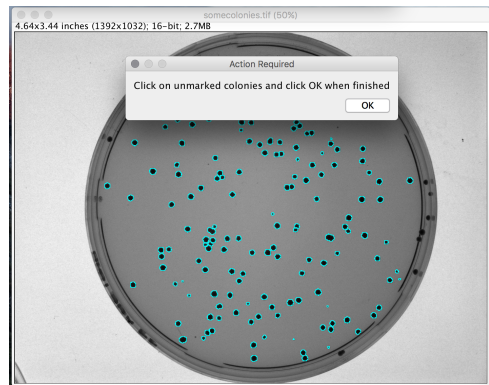 somecolonies.tif (50%)
4.64x3.44 inches (1392x1032); 16-bit; 2.7MB
Action Required
Click on unmarked colonies and click OK when finished
OK